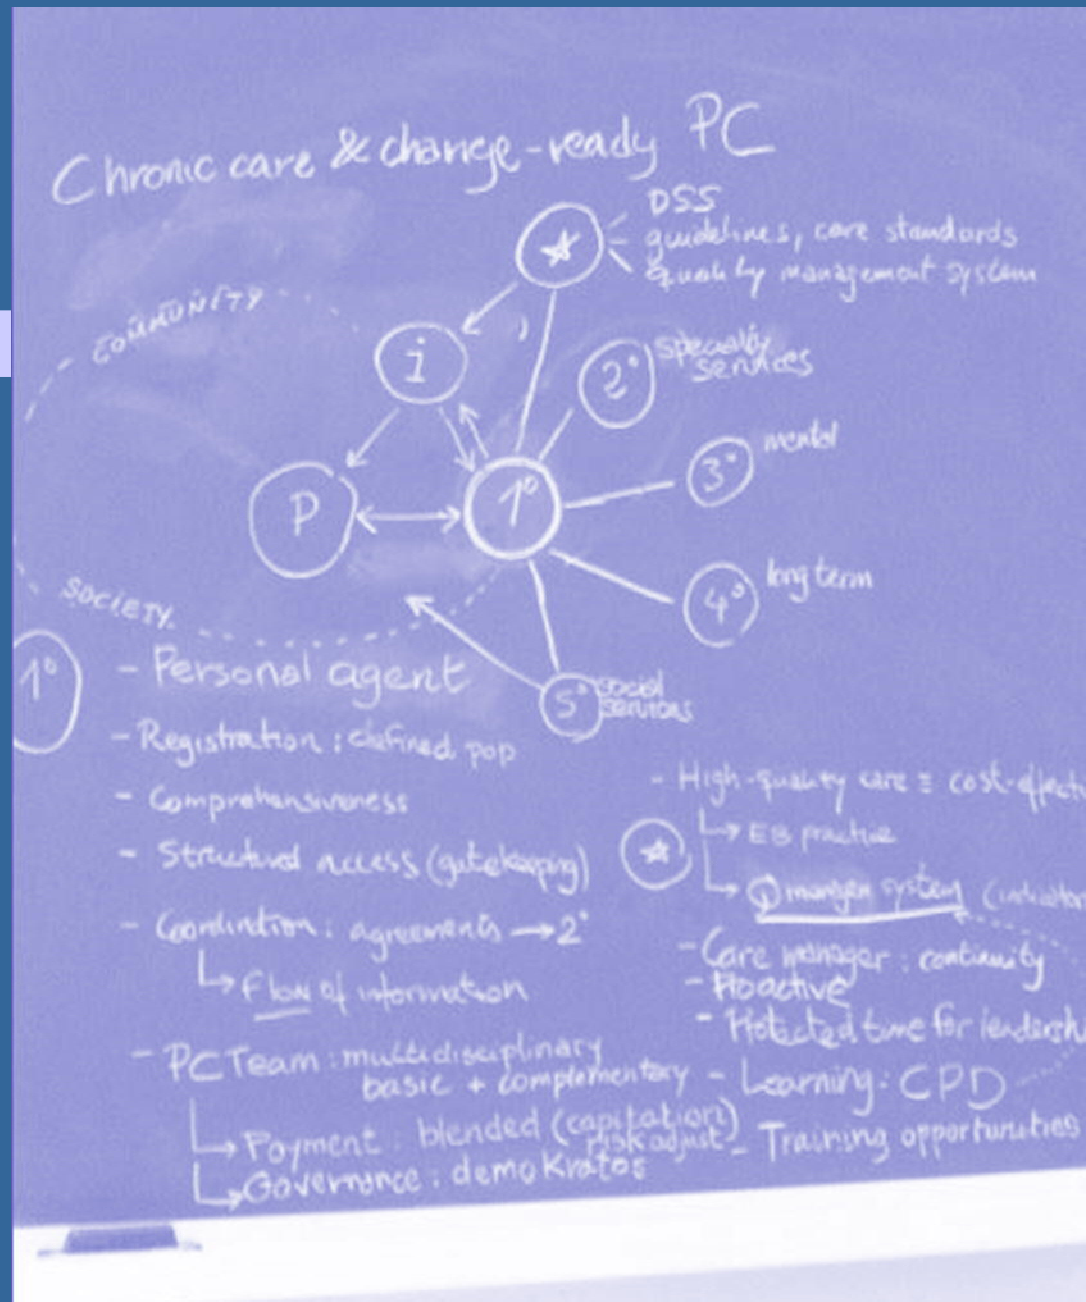 Chronic care & change-ready PC
DSS
guidelines, care standards
quality management system
COMMUNITY
i
2° speciality
services
3° mental
P
1°
4° long term
SOCIETY
5° social
services
1°
- Personal agent
- Registration : defined pop
- Comprehensiveness
- Structured access (gatekeeping)
- Coordination : agreements → 2°
↳ Flow of information
- PC Team : multidisciplinary
basic + complementary
↳ Payment : blended (capitation)
risk adjust
↳ Governance : demoKratos
- High-quality care ≡ cost-effecti
↳ EB practice
↳ Q system
- Care manager : continuity
- Proactive
- Protected time for leadershi
- Learning : CPD
- Training opportunities